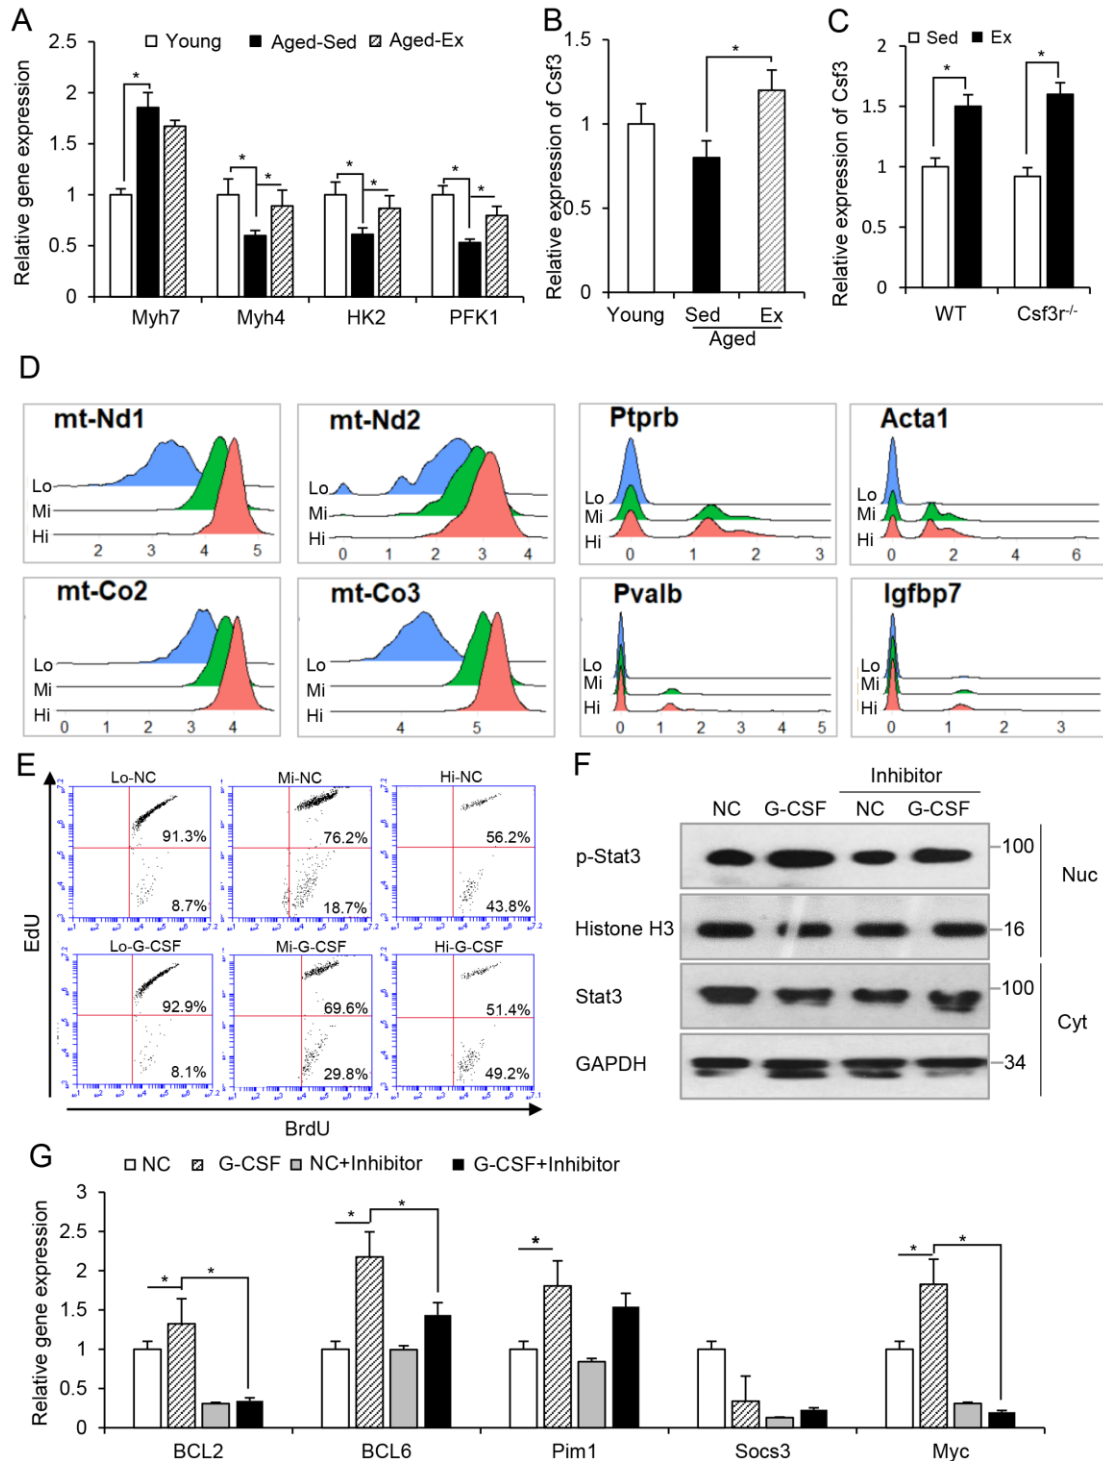 A
Young Aged-Sed Aged-Ex
Relative gene expression
2.5
2
1.5
1
0.5
0
* * * * * * *
Myh7 Myh4 HK2 PFK1
B
Relative expression of Csf3
1.5
1
0.5
0
*
Young Sed Ex
Aged
C
Sed Ex
Relative expression of Csf3
2
1.5
1
0.5
0
* *
WT Csf3r-/-
D
mt-Nd1
Lo
Mi
Hi
2 3 4 5
mt-Nd2
Lo
Mi
Hi
0 1 2 3 4
Ptprb
Lo
Mi
Hi
0 1 2 3
Acta1
Lo
Mi
Hi
0 2 4 6
mt-Co2
Lo
Mi
Hi
0 1 2 3 4
mt-Co3
Lo
Mi
Hi
4 5
Pvalb
Lo
Mi
Hi
0 1 2 3 4 5
Igfbp7
Lo
Mi
Hi
0 1 2 3
E
EdU
Lo-NC Mi-NC Hi-NC
91.3% 76.2% 56.2%
8.7% 18.7% 43.8%
Lo-G-CSF Mi-G-CSF Hi-G-CSF
92.9% 69.6% 51.4%
8.1% 29.8% 49.2%
BrdU
F
Inhibitor
NC G-CSF NC G-CSF
p-Stat3 100
Nuc
Histone H3 16
Stat3 100
Cyt
GAPDH 34
G
NC G-CSF NC+Inhibitor G-CSF+Inhibitor
Relative gene expression
3
2.5
2
1.5
1
0.5
0
* * * * * * *
BCL2 BCL6 Pim1 Socs3 Myc